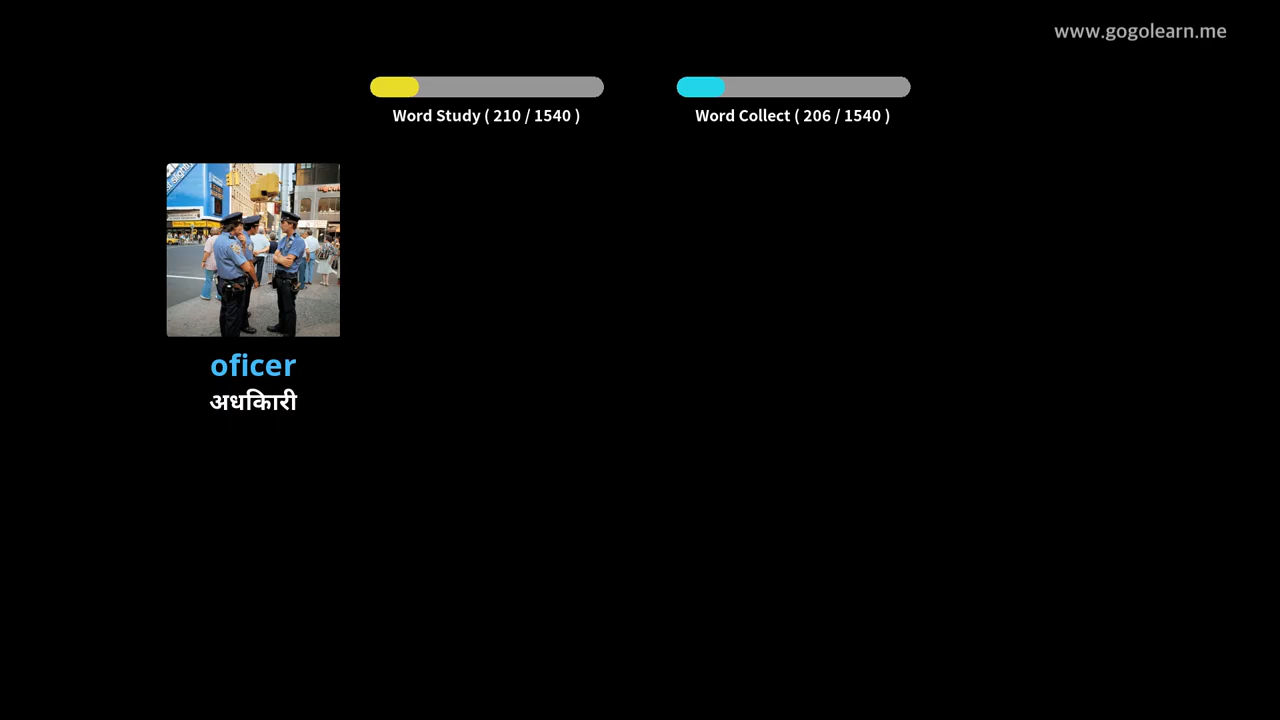 www.gogolearn.me
Word Study ( 210 / 1540 )
Word Collect ( 206 / 1540 )
oficer
अधिकारी